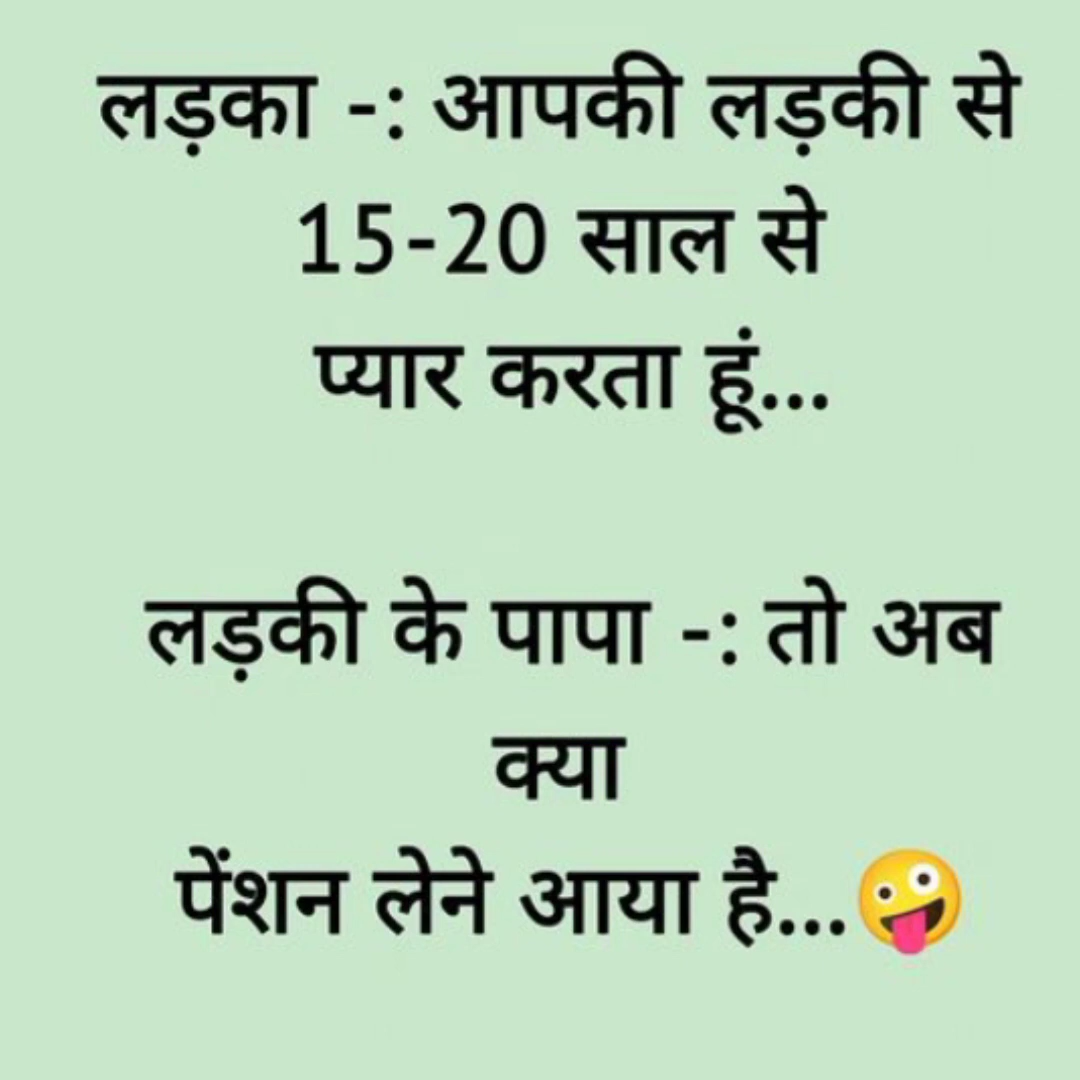 लड़का -: आपकी लड़की से
15-20 साल से
प्यार करता हूं...
लड़की के पापा -: तो अब
क्या
पेंशन लेने आया है...🤪